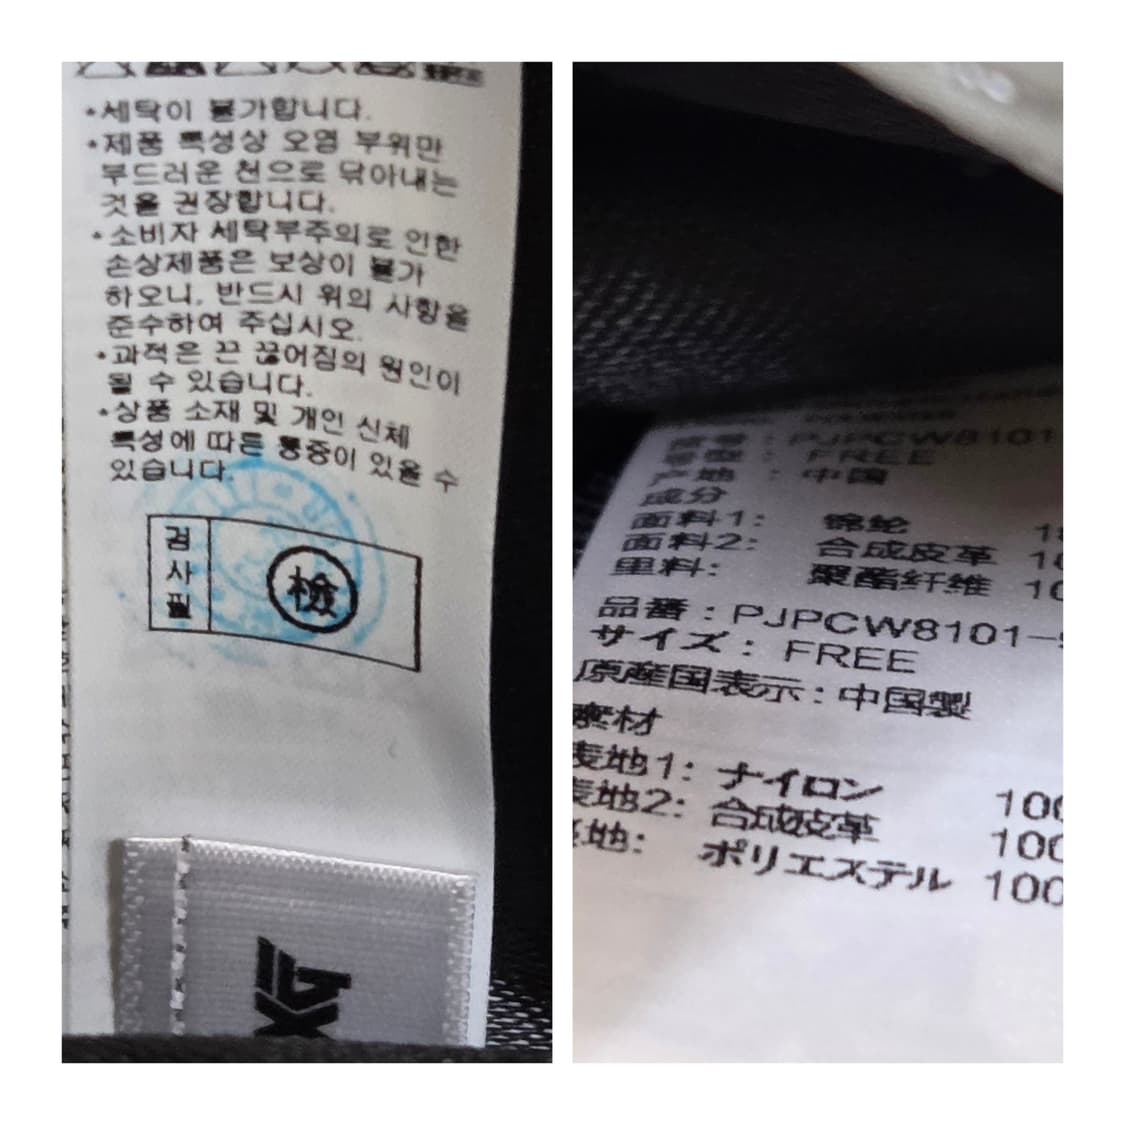 •세탁이 불가합니다.
•제품 특성상 오염 부위만
부드러운 천으로 닦아내는
것을 권장합니다.
•소비자 세탁부주의로 인한
손상제품은 보상이 불가
하오니, 반드시 위의 사항을
준수하여 주십시오.
•과적은 끈 끊어짐의 원인이
될 수 있습니다.
•상품 소재 및 개인 신체
특성에 따른 통증이 있을 수
있습니다.
검사필
檢
货号：PJPCW8101
号型：FREE
产地：中国
成分
面料1: 锦纶
面料2: 合成皮革
里料: 聚酯纤维
品番：PJPCW8101
サイズ：FREE
原産国表示：中国製
素材
表地1: ナイロン 100
表地2: 合成皮革 100
裏地: ポリエステル 100